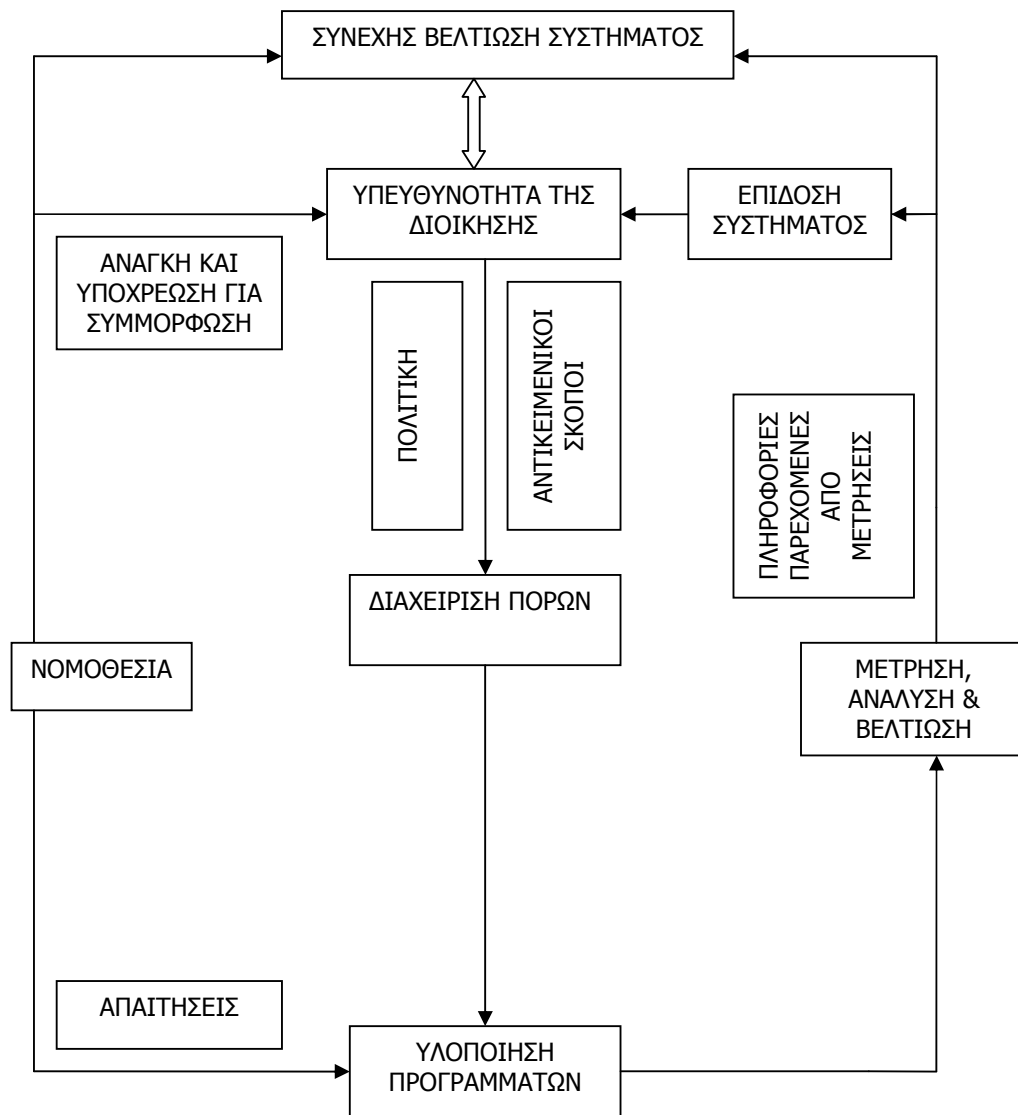 ΣΥΝΕΧΗΣ ΒΕΛΤΙΩΣΗ ΣΥΣΤΗΜΑΤΟΣ
ΥΠΕΥΘΥΝΟΤΗΤΑ ΤΗΣ
ΔΙΟΙΚΗΣΗΣ
ΕΠΙΔΟΣΗ
ΣΥΣΤΗΜΑΤΟΣ
ΑΝΑΓΚΗ ΚΑΙ
ΥΠΟΧΡΕΩΣΗ ΓΙΑ
ΣΥΜΜΟΡΦΩΣΗ
ΠΟΛΙΤΙΚΗ
ΑΝΤΙΚΕΙΜΕΝΙΚΟΙ
ΣΚΟΠΟΙ
ΠΛΗΡΟΦΟΡΙΕΣ
ΠΑΡΕΧΟΜΕΝΕΣ
ΑΠΟ
ΜΕΤΡΗΣΕΙΣ
ΔΙΑΧΕΙΡΙΣΗ ΠΟΡΩΝ
ΝΟΜΟΘΕΣΙΑ
ΜΕΤΡΗΣΗ,
ΑΝΑΛΥΣΗ &
ΒΕΛΤΙΩΣΗ
ΑΠΑΙΤΗΣΕΙΣ
ΥΛΟΠΟΙΗΣΗ
ΠΡΟΓΡΑΜΜΑΤΩΝ